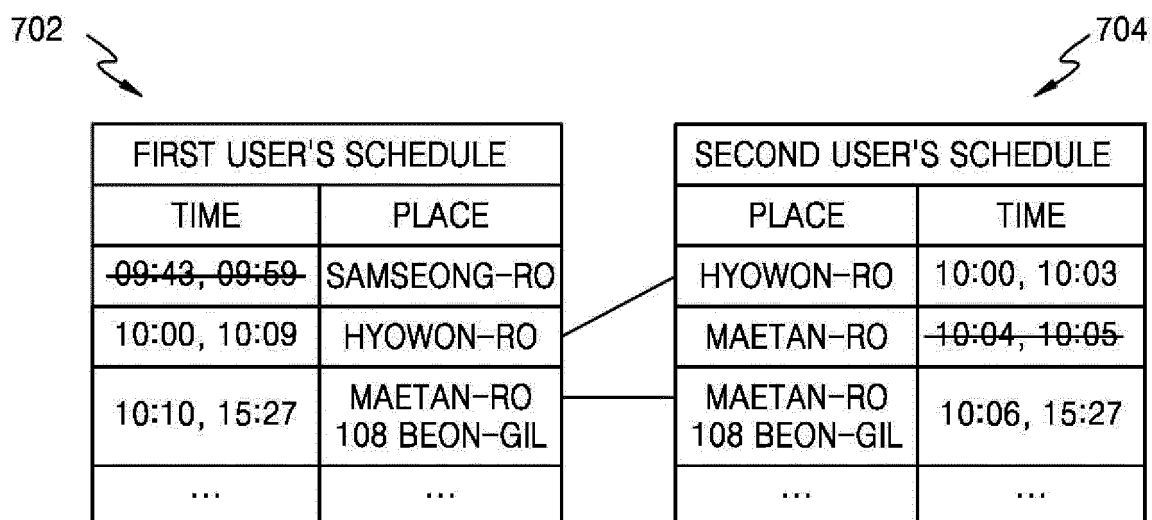 702
704
FIRST USER'S SCHEDULE
SECOND USER'S SCHEDULE
TIME
PLACE
PLACE
TIME
09:43, 09:59
SAMSEONG-RO
HYOWON-RO
10:00, 10:03
10:00, 10:09
HYOWON-RO
MAETAN-RO
10:04, 10:05
10:10, 15:27
MAETAN-RO
108 BEON-GIL
MAETAN-RO
108 BEON-GIL
10:06, 15:27
...
...
...
...